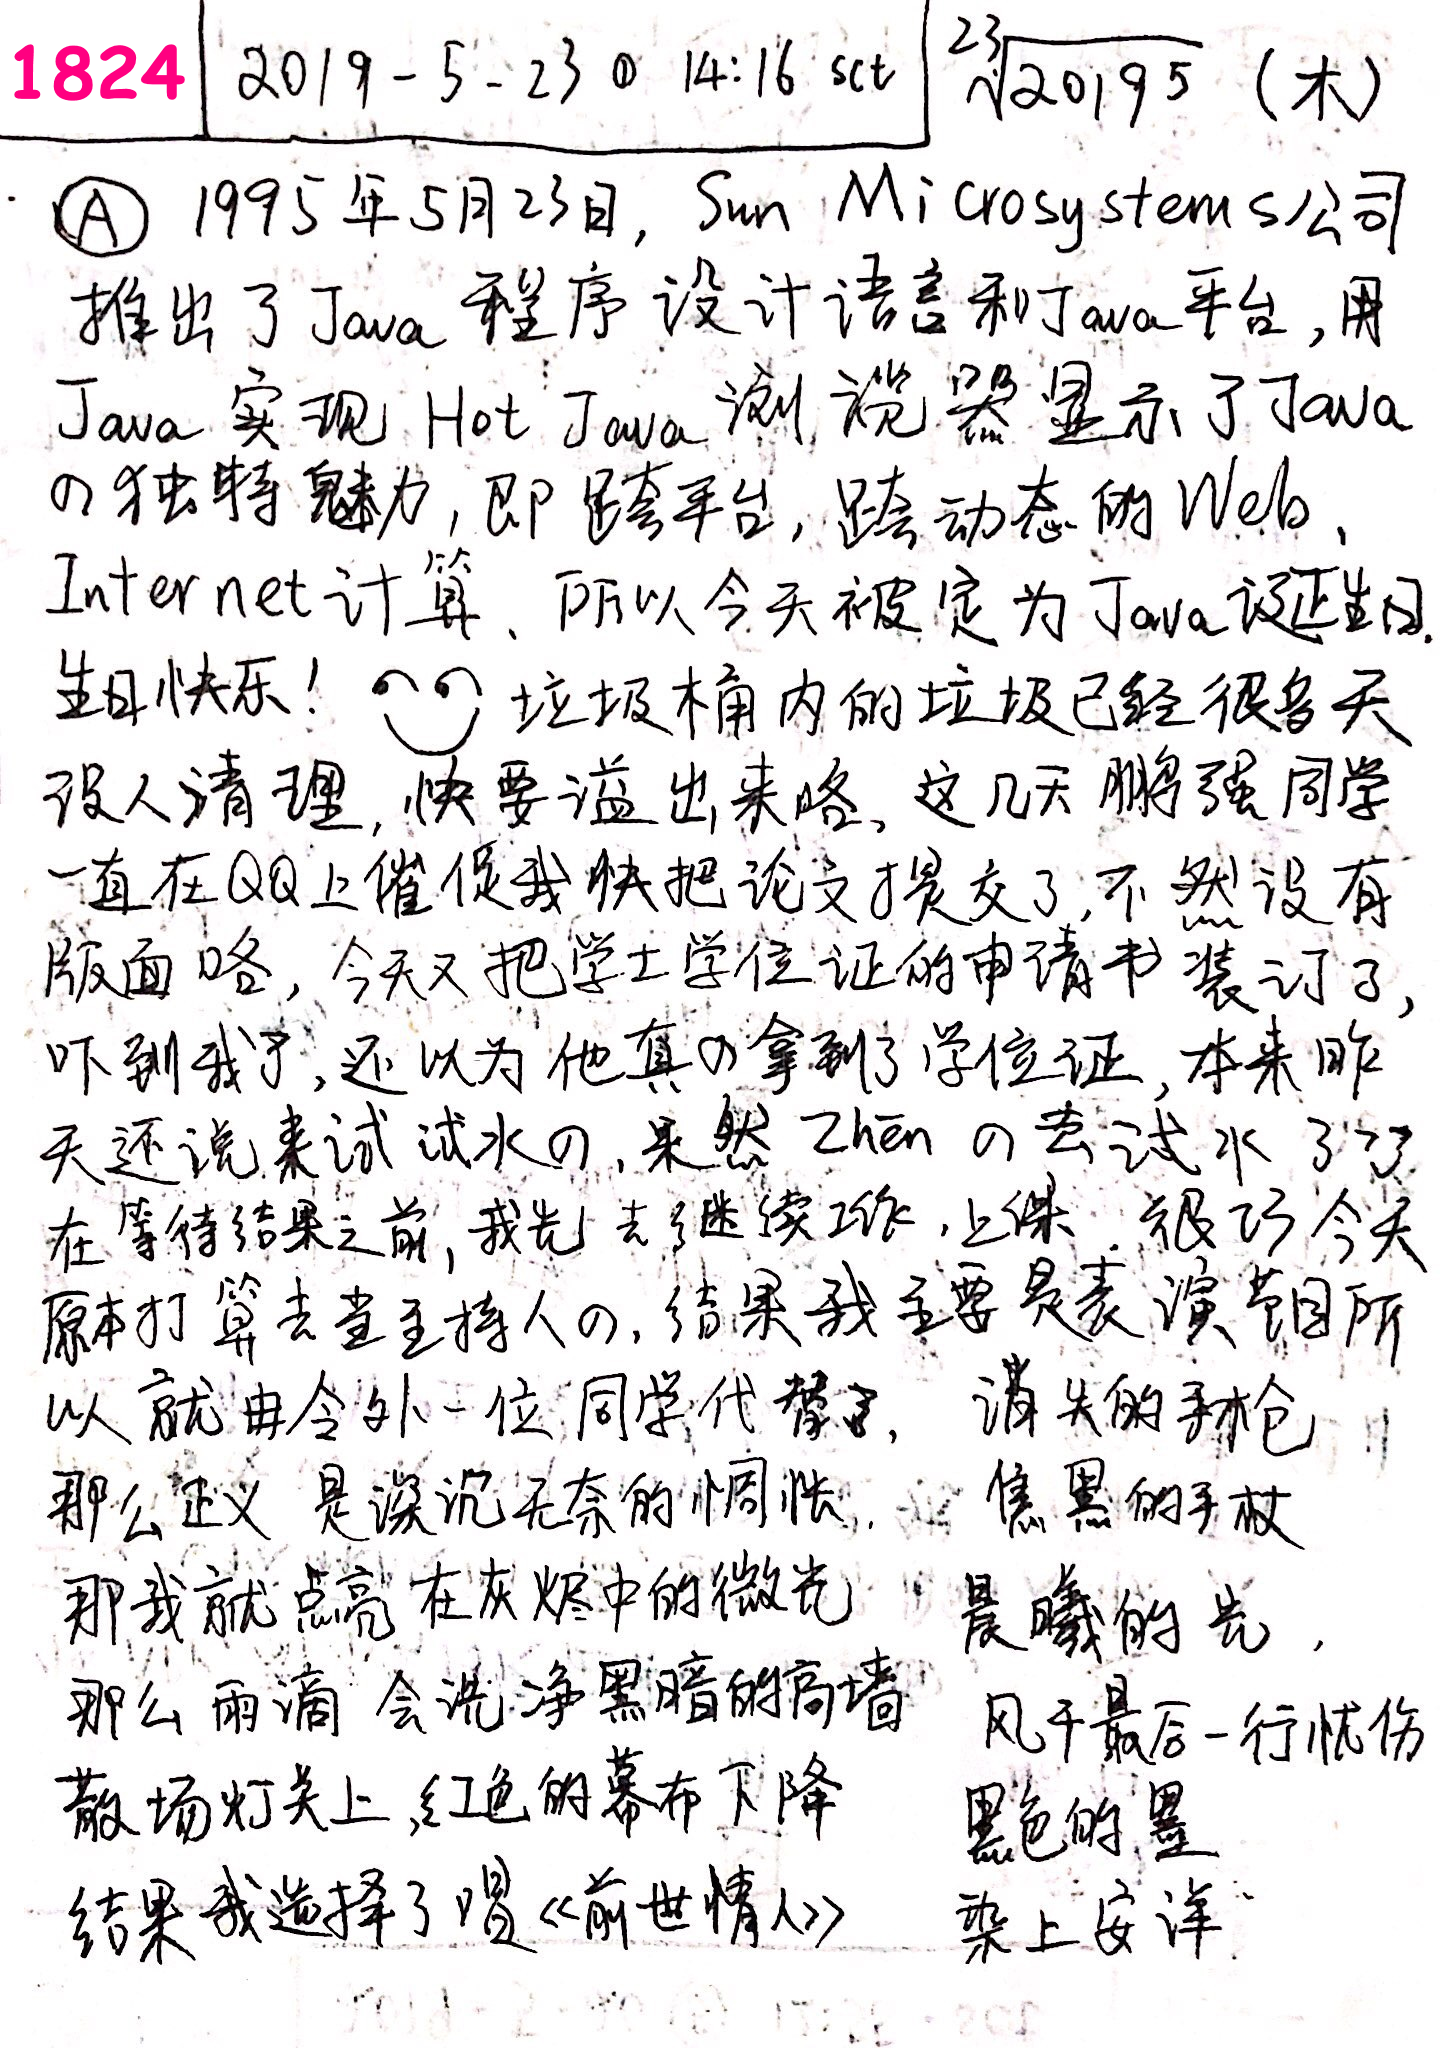 1824
2019-5-23 ① 14:16 sct
²³√20195 (木)
Ⓐ 1995年5月23日, Sun Microsystems公司
推出了Java 程序设计语言和Java平台,用
Java 实现 Hot Java 浏览器显示了Java
の独特魅力,即跨平台,跨动态的Web、
Internet计算、所以今天被定为Java诞生日.
生日快乐! 垃圾桶内的垃圾已经很多天
没人清理,快要溢出来咯、这几天鹏强同学
一直在QQ上催促我快把论文提交了,不然没有
版面咯,今天又把学士学位证的申请书装订了,
吓到我了,还以为他真の拿到了学位证,本来昨
天还说来试试水の,果然 Zhēn の去试水了了
在等待结果之前,我先去继续工作,上课.很巧今天
原本打算去当主持人の,结果我主要是表演节目所
以就由令外一位同学代替了, 消失的手枪
那么正义 是深沉无奈的惆怅. 焦黑的手杖
那我就点亮在灰烬中的微光 晨曦的光,
那么雨滴 会洗净黑暗的高墙 风干最后一行忧伤
散场灯关上,红色的幕布下降 黑色的墨
结果我选择了唱《前世情人》 染上安详.